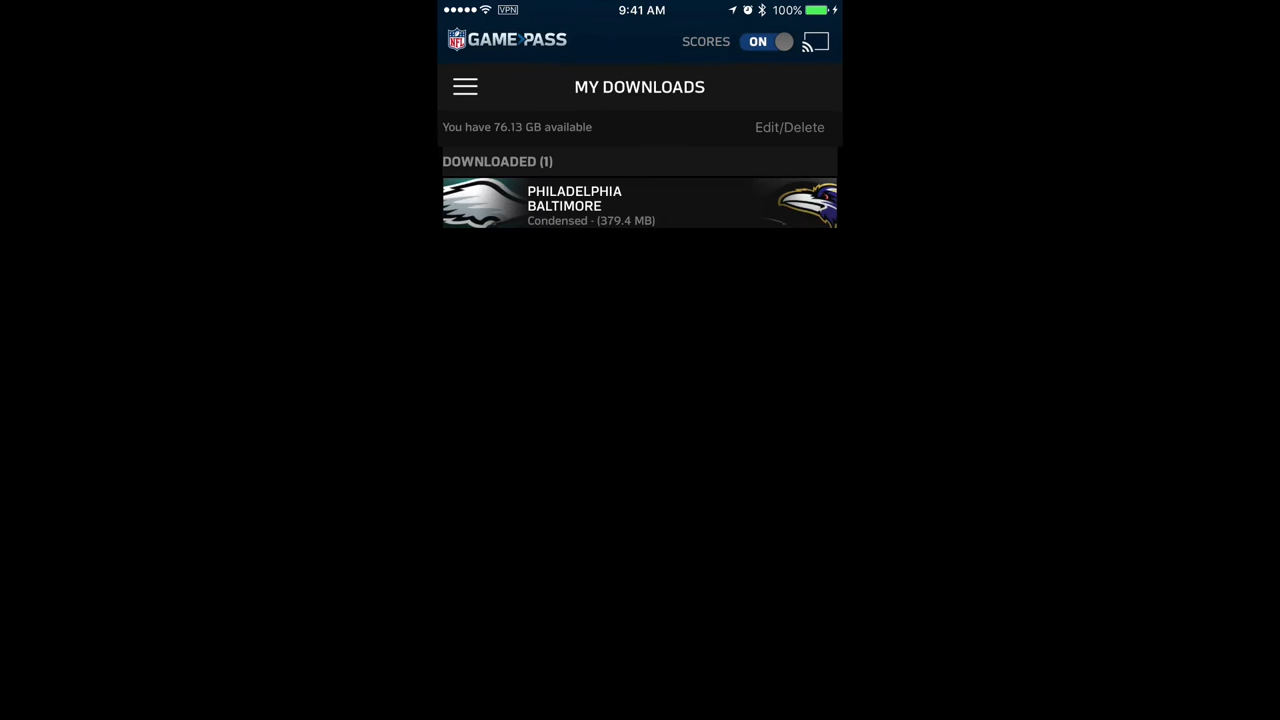 VPN
9:41 AM
100%
NFL GAME PASS
SCORES ON
MY DOWNLOADS
You have 76.13 GB available
Edit/Delete
DOWNLOADED (1)
PHILADELPHIA
BALTIMORE
Condensed - (379.4 MB)